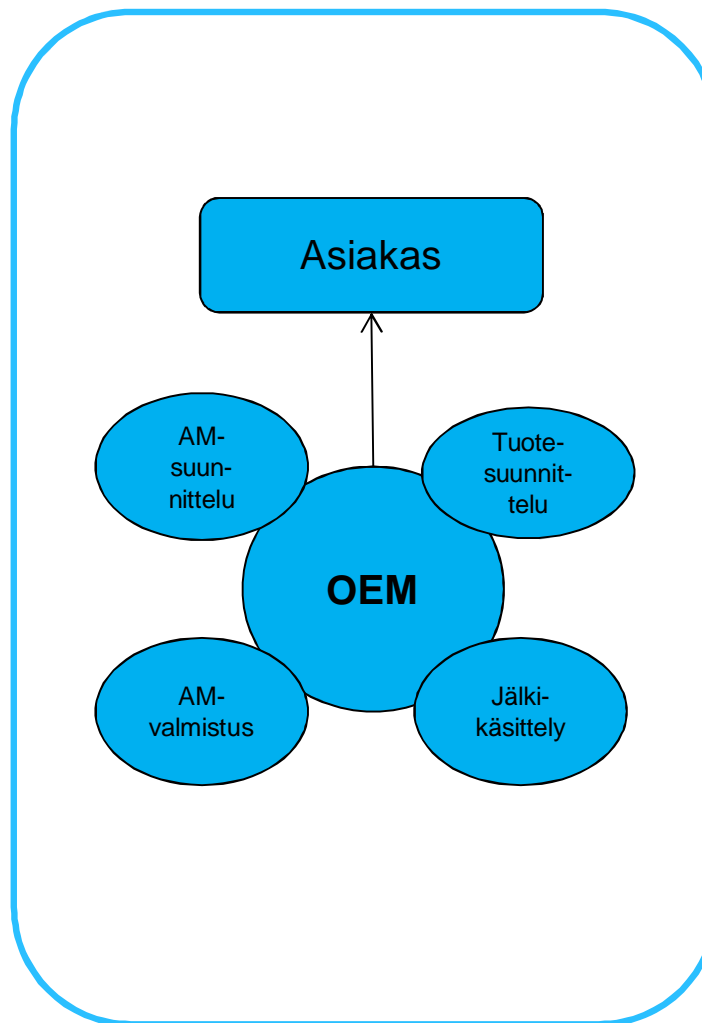 Asiakas
AM-
suun-
nittelu
Tuote-
suunnit-
telu
OEM
AM-
valmistus
Jälki-
käsittely